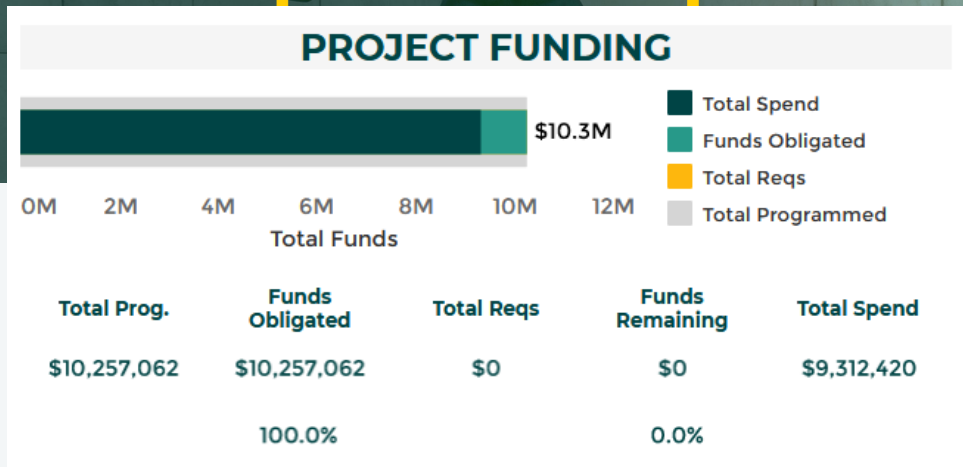 PROJECT FUNDING
$10.3M
Total Spend
Funds Obligated
Total Reqs
Total Programmed
0M 2M 4M 6M 8M 10M 12M
Total Funds
Total Prog. Funds Obligated Total Reqs Funds Remaining Total Spend
$10,257,062 $10,257,062 $0 $0 $9,312,420
100.0% 0.0%